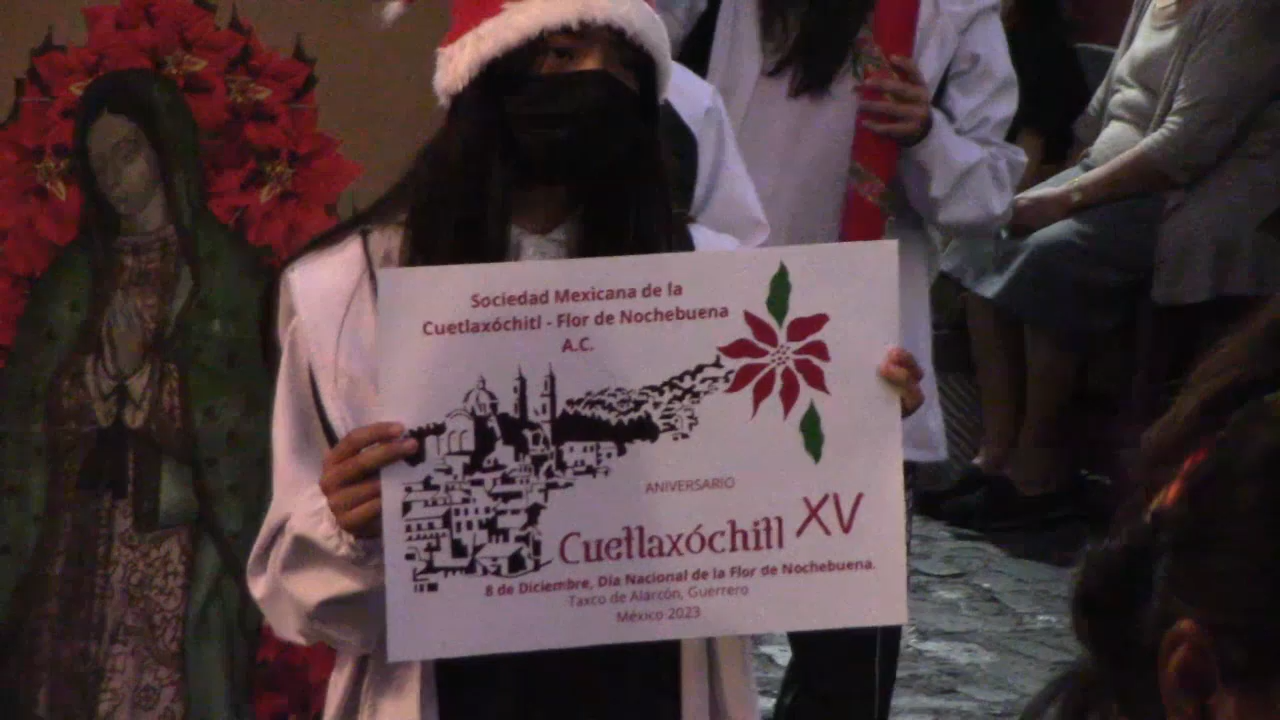 Sociedad Mexicana de la
Cuetlaxóchitl - Flor de Nochebuena
A.C.
ANIVERSARIO
Cuetlaxóchitl XV
8 de Diciembre, Día Nacional de la Flor de Nochebuena.
Taxco de Alarcón, Guerrero
México 2023